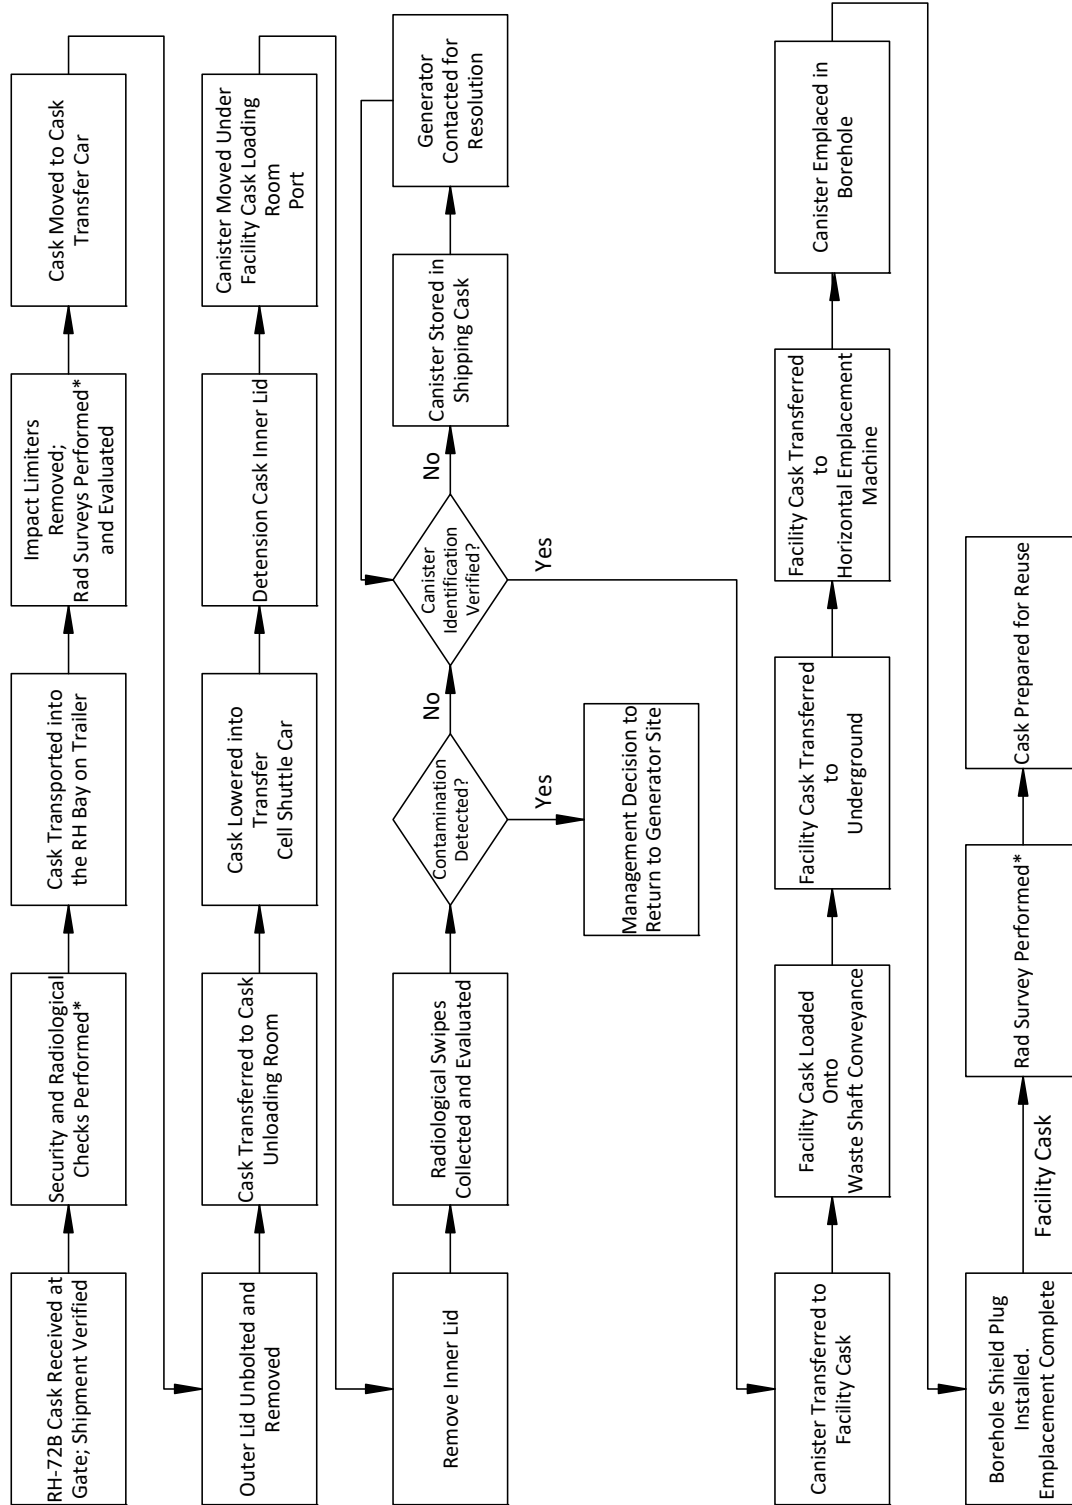 RH-72B Cask Received at
Gate; Shipment Verified
Security and Radiological
Checks Performed*
Cask Transported into
the RH Bay on Trailer
Impact Limiters
Removed;
Rad Surveys Performed*
and Evaluated
Cask Moved to Cask
Transfer Car
Outer Lid Unbolted and
Removed
Cask Transferred to Cask
Unloading Room
Cask Lowered into
Transfer
Cell Shuttle Car
Detension Cask Inner Lid
Canister Moved Under
Facility Cask Loading
Room
Port
Remove Inner Lid
Radiological Swipes
Collected and Evaluated
Contamination
Detected?
No
Yes
Management Decision to
Return to Generator Site
Canister
Identification
Verified?
No
Yes
Canister Stored in
Shipping Cask
Generator
Contacted for
Resolution
Canister Transferred to
Facility Cask
Facility Cask Loaded
Onto
Waste Shaft Conveyance
Facility Cask Transferred
to
Underground
Facility Cask Transferred
to
Horizontal Emplacement
Machine
Canister Emplaced in
Borehole
Borehole Shield Plug
Installed.
Emplacement Complete
Facility Cask
Rad Survey Performed*
Cask Prepared for Reuse